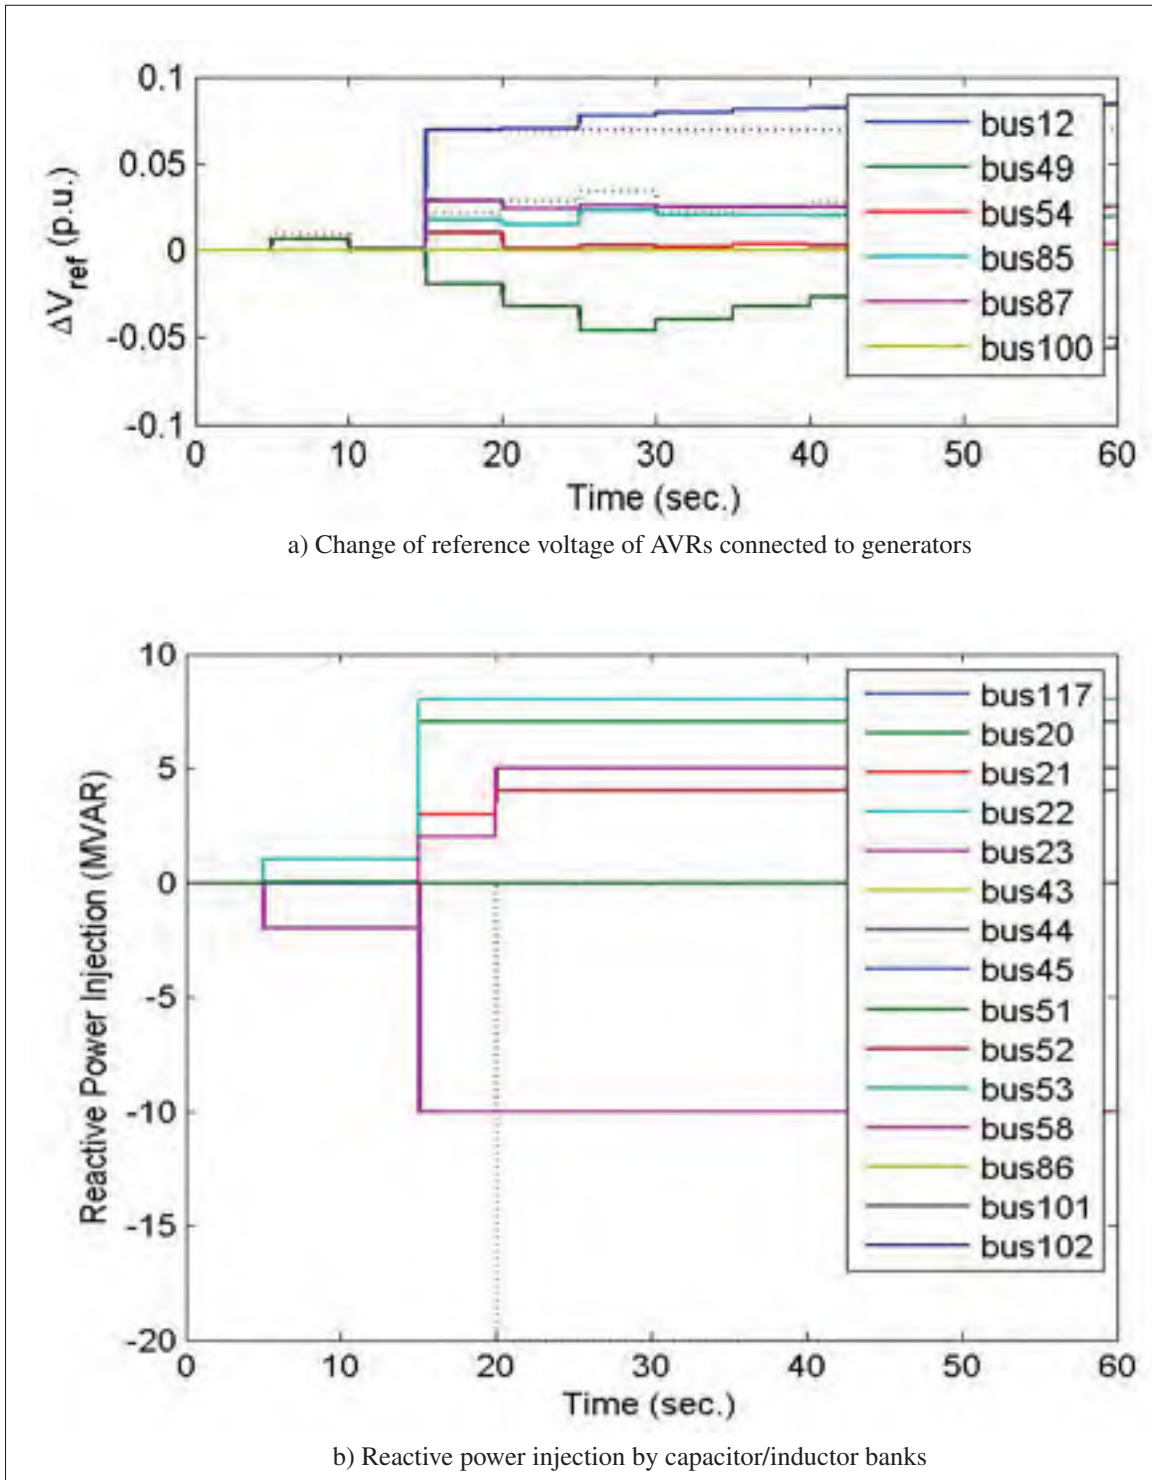 0.1
0.05
0
-0.05
-0.1
ΔVref (p.u.)
bus12
bus49
bus54
bus85
bus87
bus100
0 10 20 30 40 50 60
Time (sec.)
a) Change of reference voltage of AVRs connected to generators
10
5
0
-5
-10
-15
-20
Reactive Power Injection (MVAR)
bus117
bus20
bus21
bus22
bus23
bus43
bus44
bus45
bus51
bus52
bus53
bus58
bus86
bus101
bus102
0 10 20 30 40 50 60
Time (sec.)
b) Reactive power injection by capacitor/inductor banks